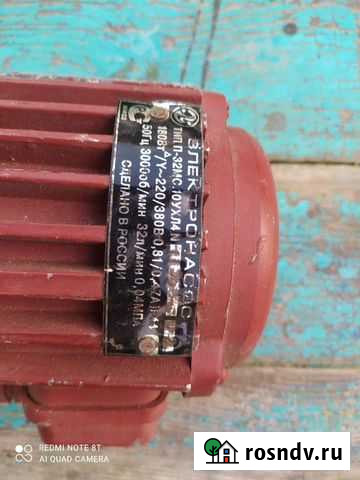 ЭЛЕКТРОНАСОС
ТИП П-32МС.10УХЛ4 N
180Вт Δ/Y~220/380В 0,81/0,
50Гц 3000об/мин 32л/мин 0,04МПА
СДЕЛАНО В РОССИИ
REDMI NOTE 8T
AI QUAD CAMERA
rosndv.ru